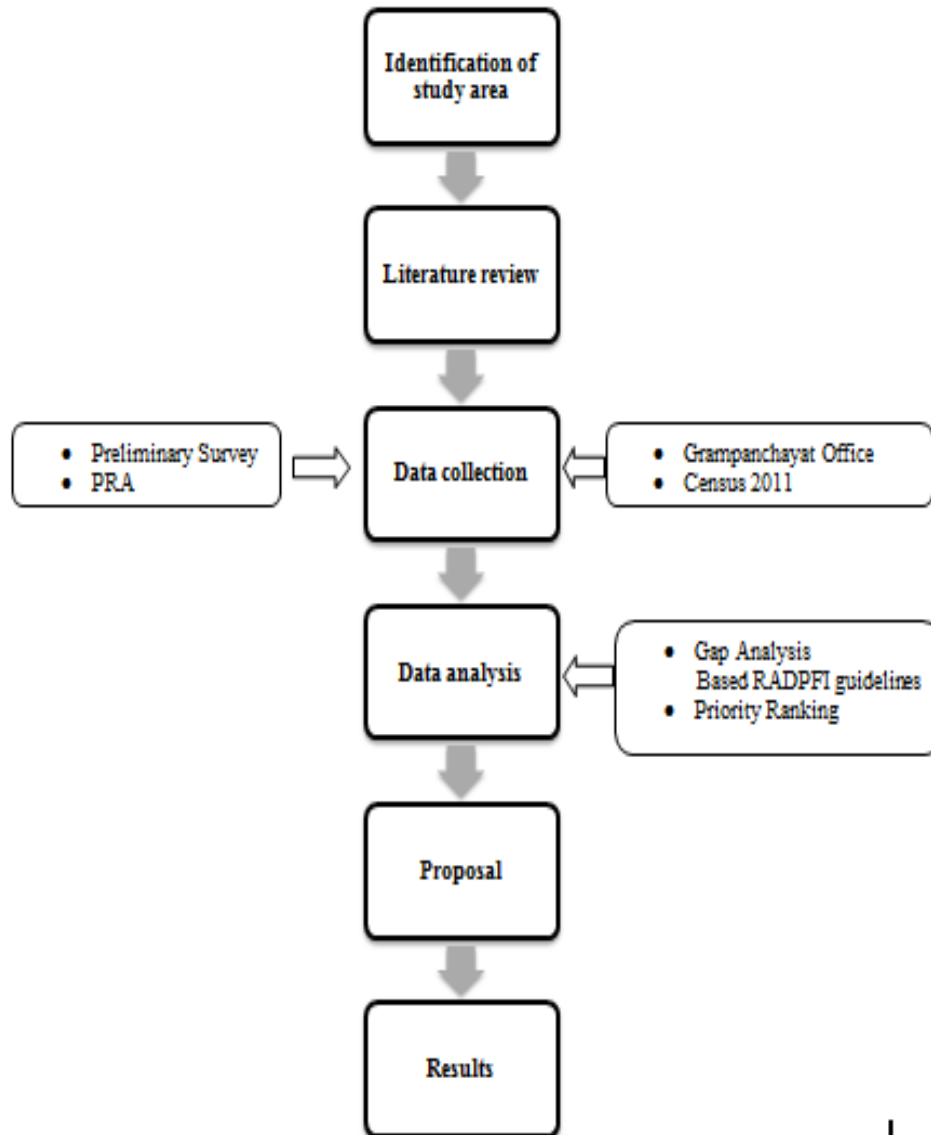 Identification of
study area
Literature review
• Preliminary Survey
• PRA
Data collection
• Grampanchayat Office
• Census 2011
Data analysis
• Gap Analysis
Based RADPFI guidelines
• Priority Ranking
Proposal
Results